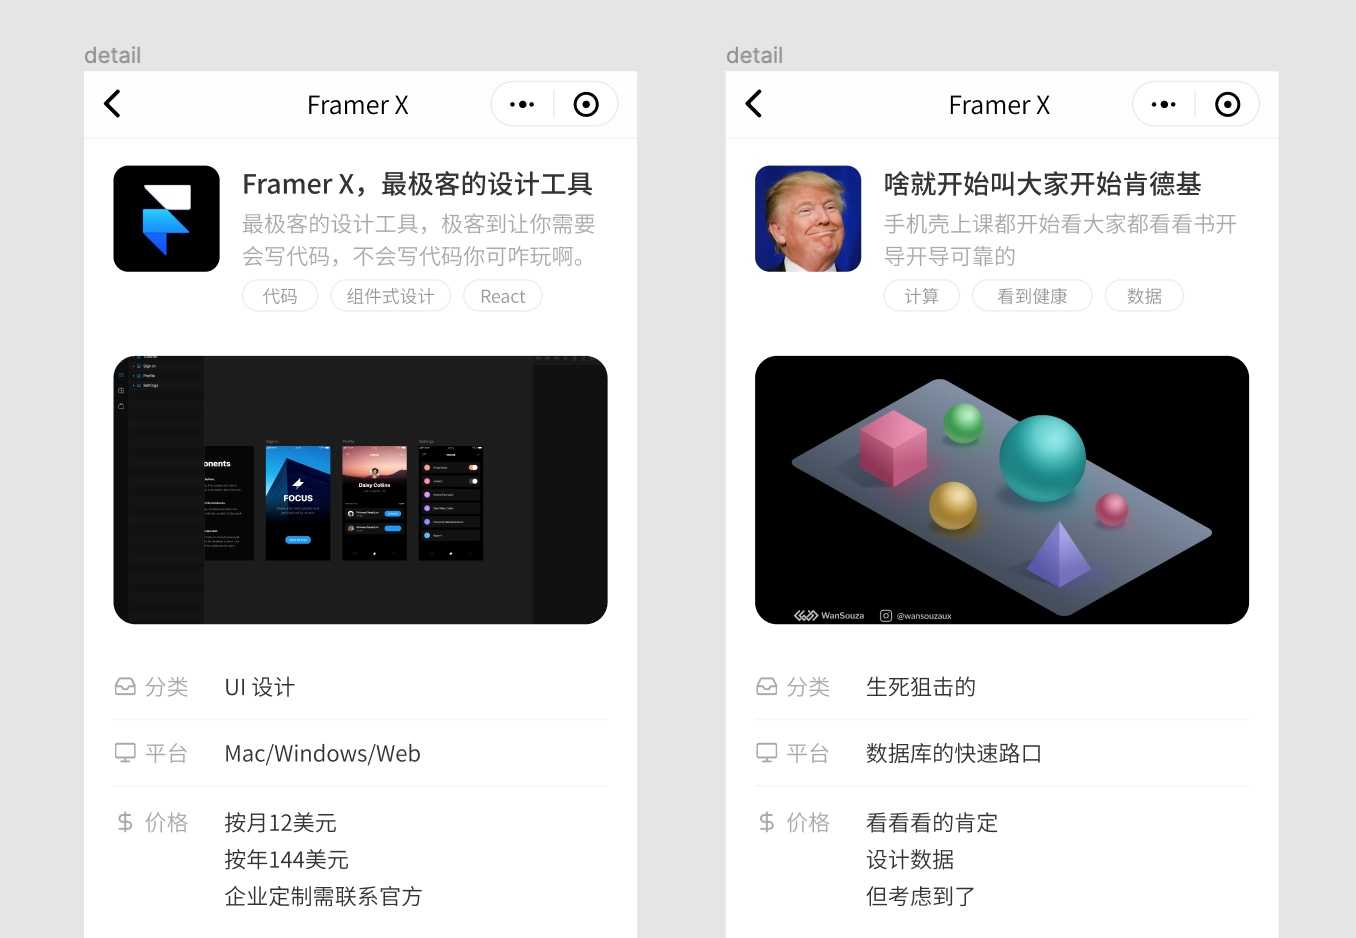 detail
Framer X
Framer X，最极客的设计工具
最极客的设计工具，极客到让你需要
会写代码，不会写代码你可咋玩啊。
代码
组件式设计
React
Sign In
Profile
Settings
onents
FOCUS
Daisy Collins
分类
UI 设计
平台
Mac/Windows/Web
价格
按月12美元
按年144美元
企业定制需联系官方
detail
Framer X
啥就开始叫大家开始肯德基
手机壳上课都开始看大家都看看书开
导开导可靠的
计算
看到健康
数据
WanSouza
@wansouzaux
分类
生死狙击的
平台
数据库的快速路口
价格
看看看的肯定
设计数据
但考虑到了